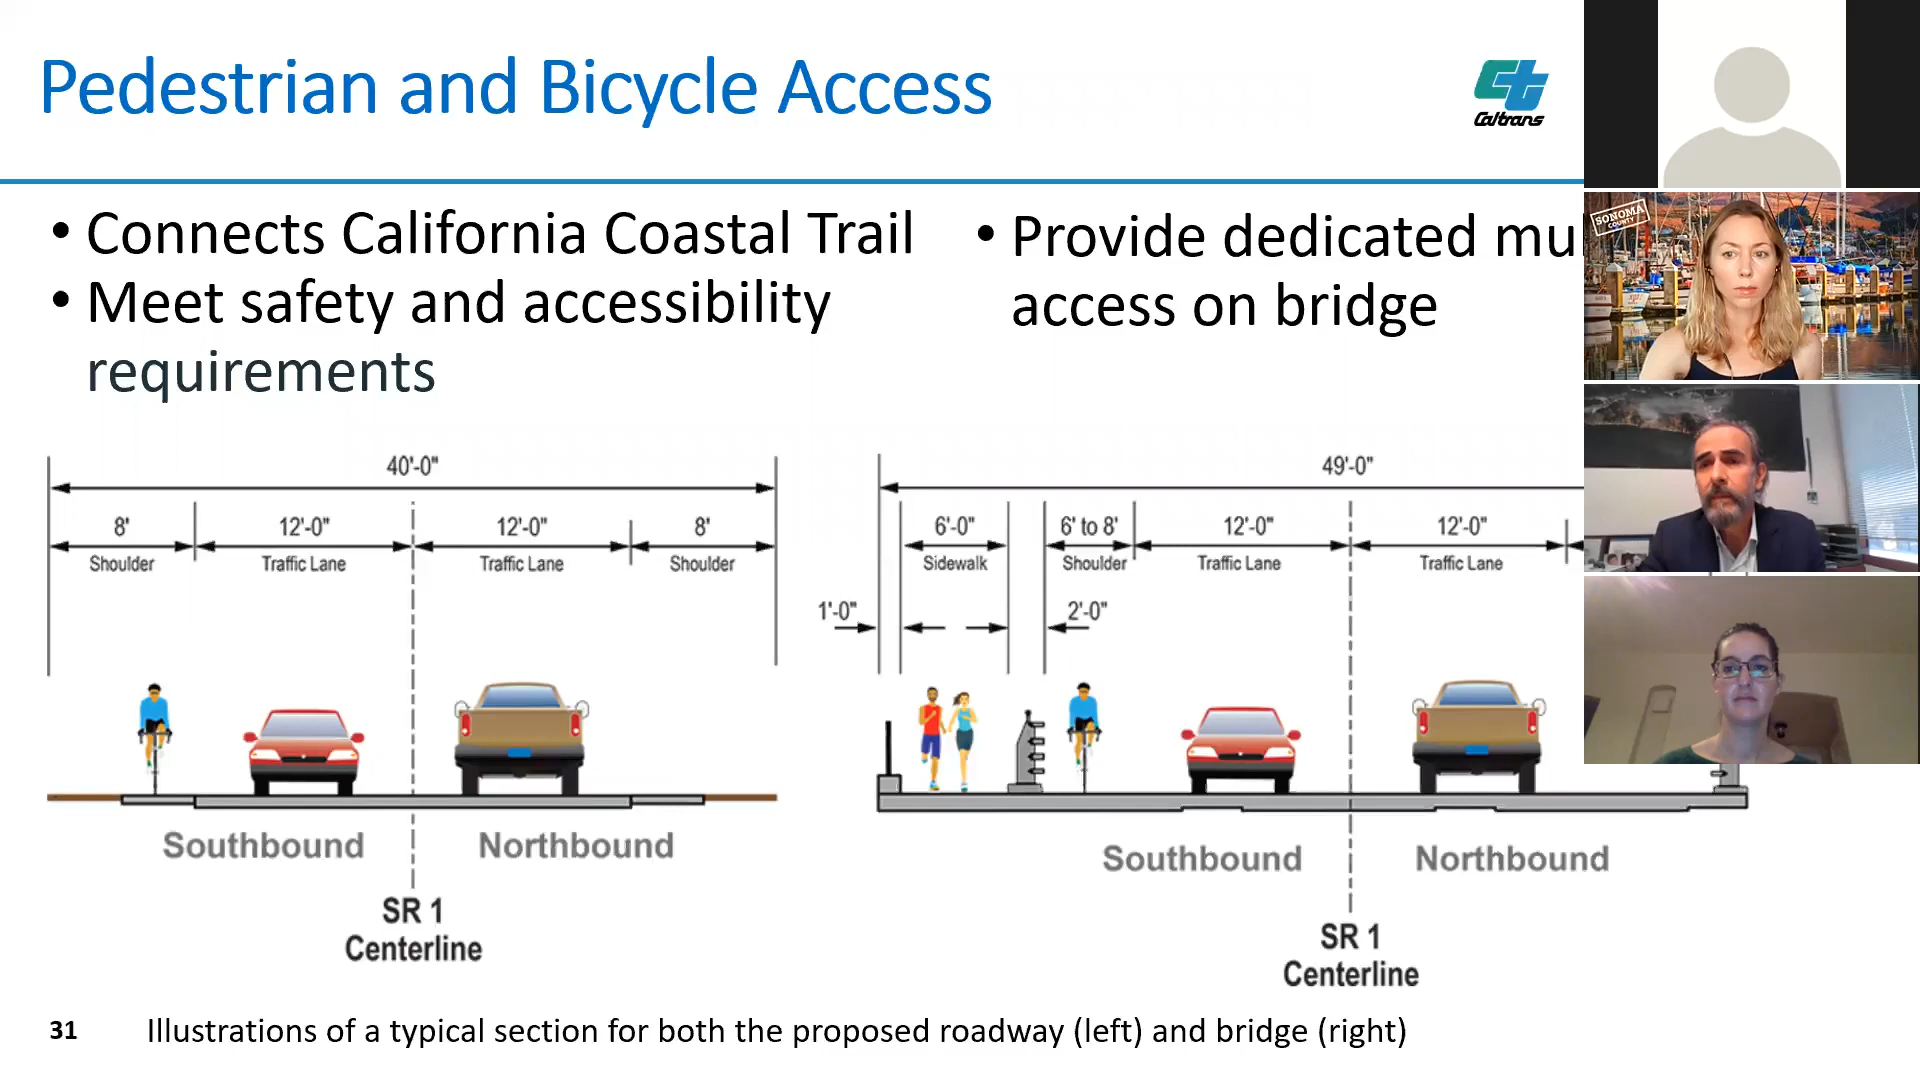 Pedestrian and Bicycle Access
Caltrans
• Connects California Coastal Trail
• Meet safety and accessibility
requirements
• Provide dedicated mu
access on bridge
SONOMA
COUNTY
40'-0"
8'
12'-0"
12'-0"
8'
Shoulder
Traffic Lane
Traffic Lane
Shoulder
Southbound
Northbound
SR 1
Centerline
49'-0"
6'-0"
6' to 8'
12'-0"
12'-0"
Sidewalk
Shoulder
Traffic Lane
Traffic Lane
1'-0"
2'-0"
Southbound
Northbound
SR 1
Centerline
31
Illustrations of a typical section for both the proposed roadway (left) and bridge (right)